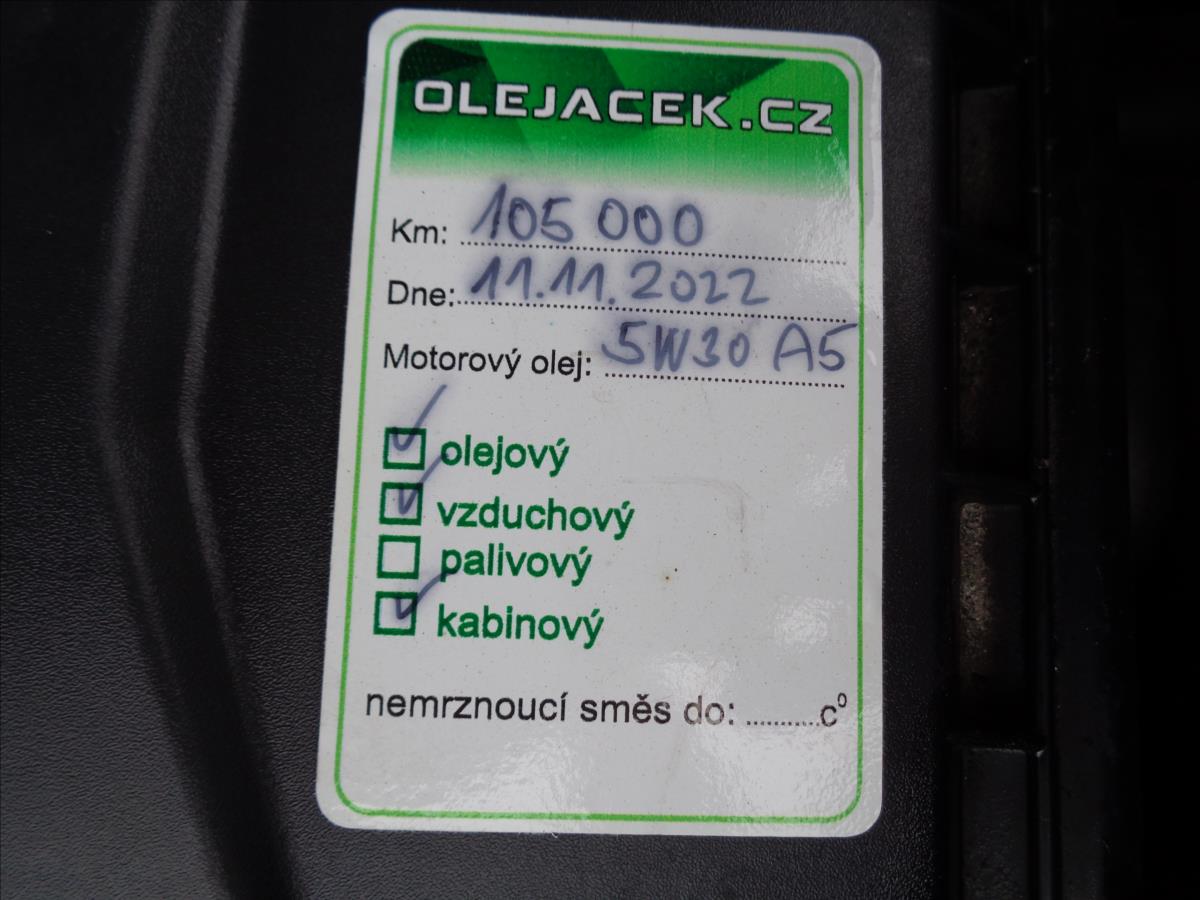 OLEJACEK.CZ
Km: 105 000
Dne: 11.11.2022
Motorový olej: 5W30 A5
olejový
vzduchový
palivový
kabinový
nemrznoucí směs do: ...........c⁰